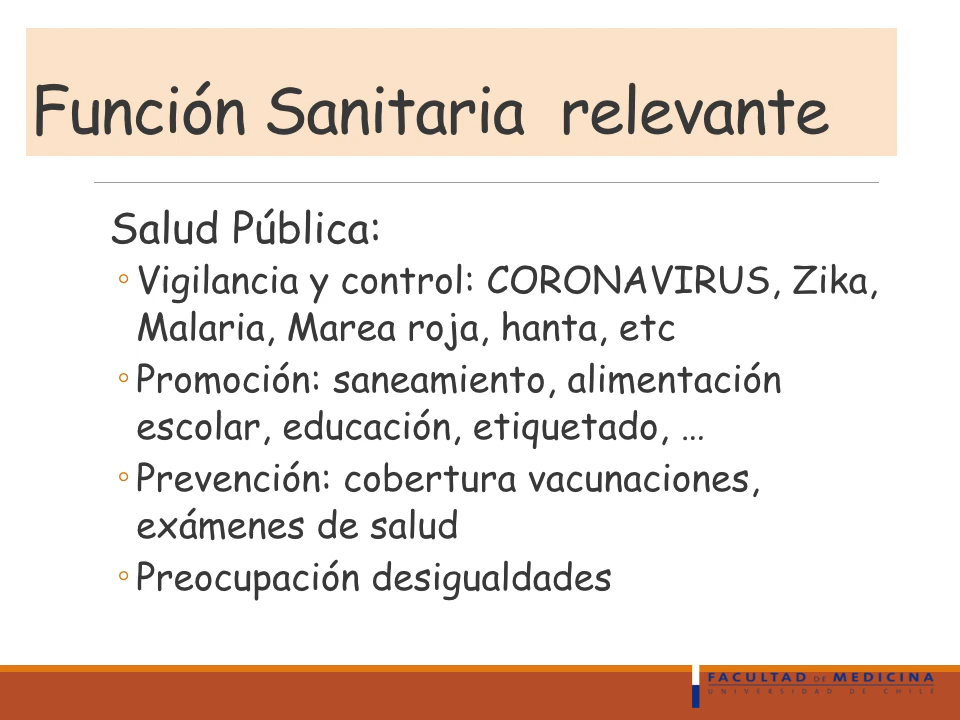 Función Sanitaria relevante
Salud Pública:
◦Vigilancia y control: CORONAVIRUS, Zika,
Malaria, Marea roja, hanta, etc
◦Promoción: saneamiento, alimentación
escolar, educación, etiquetado, …
◦Prevención: cobertura vacunaciones,
exámenes de salud
◦Preocupación desigualdades
FACULTAD DE MEDICINA
UNIVERSIDAD DE CHILE